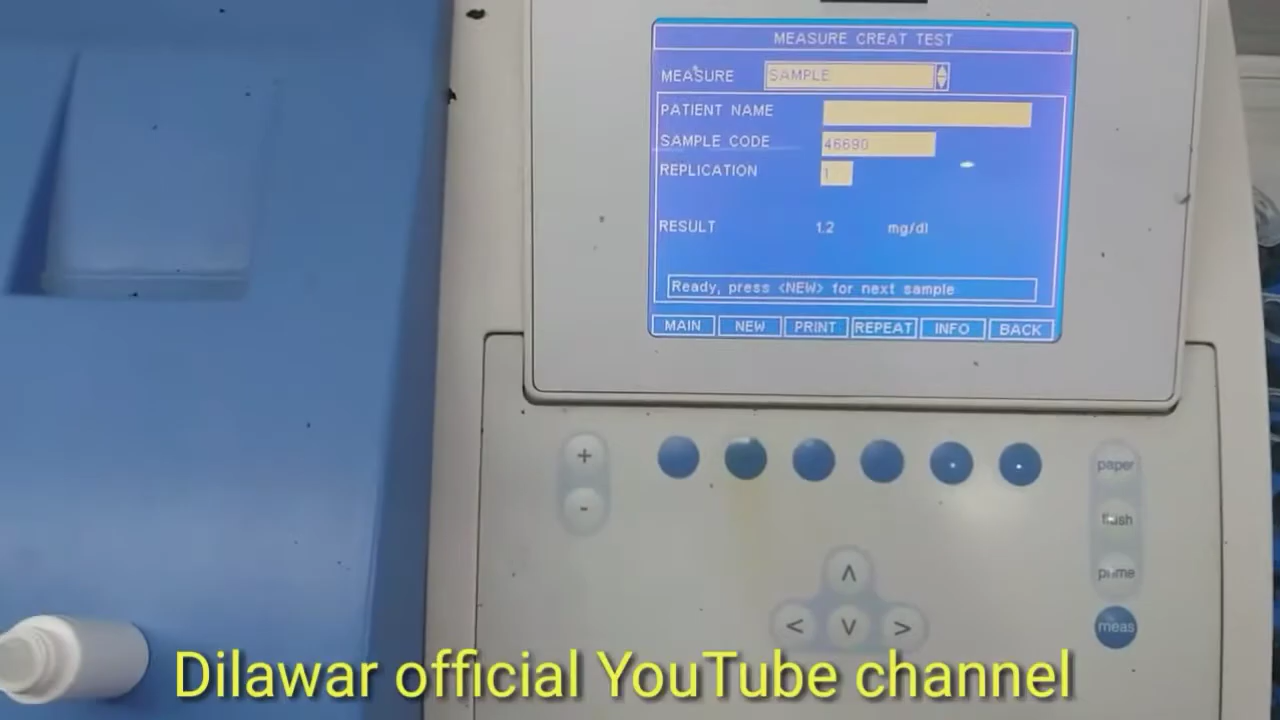 MEASURE CREAT TEST
MEASURE SAMPLE
PATIENT NAME
SAMPLE CODE 46690
REPLICATION 1
RESULT 1.2 mg/dl
Ready, press <NEW> for next sample
MAIN NEW PRINT REPEAT INFO BACK
+
-
paper
flush
prime
meas
Dilawar official YouTube channel